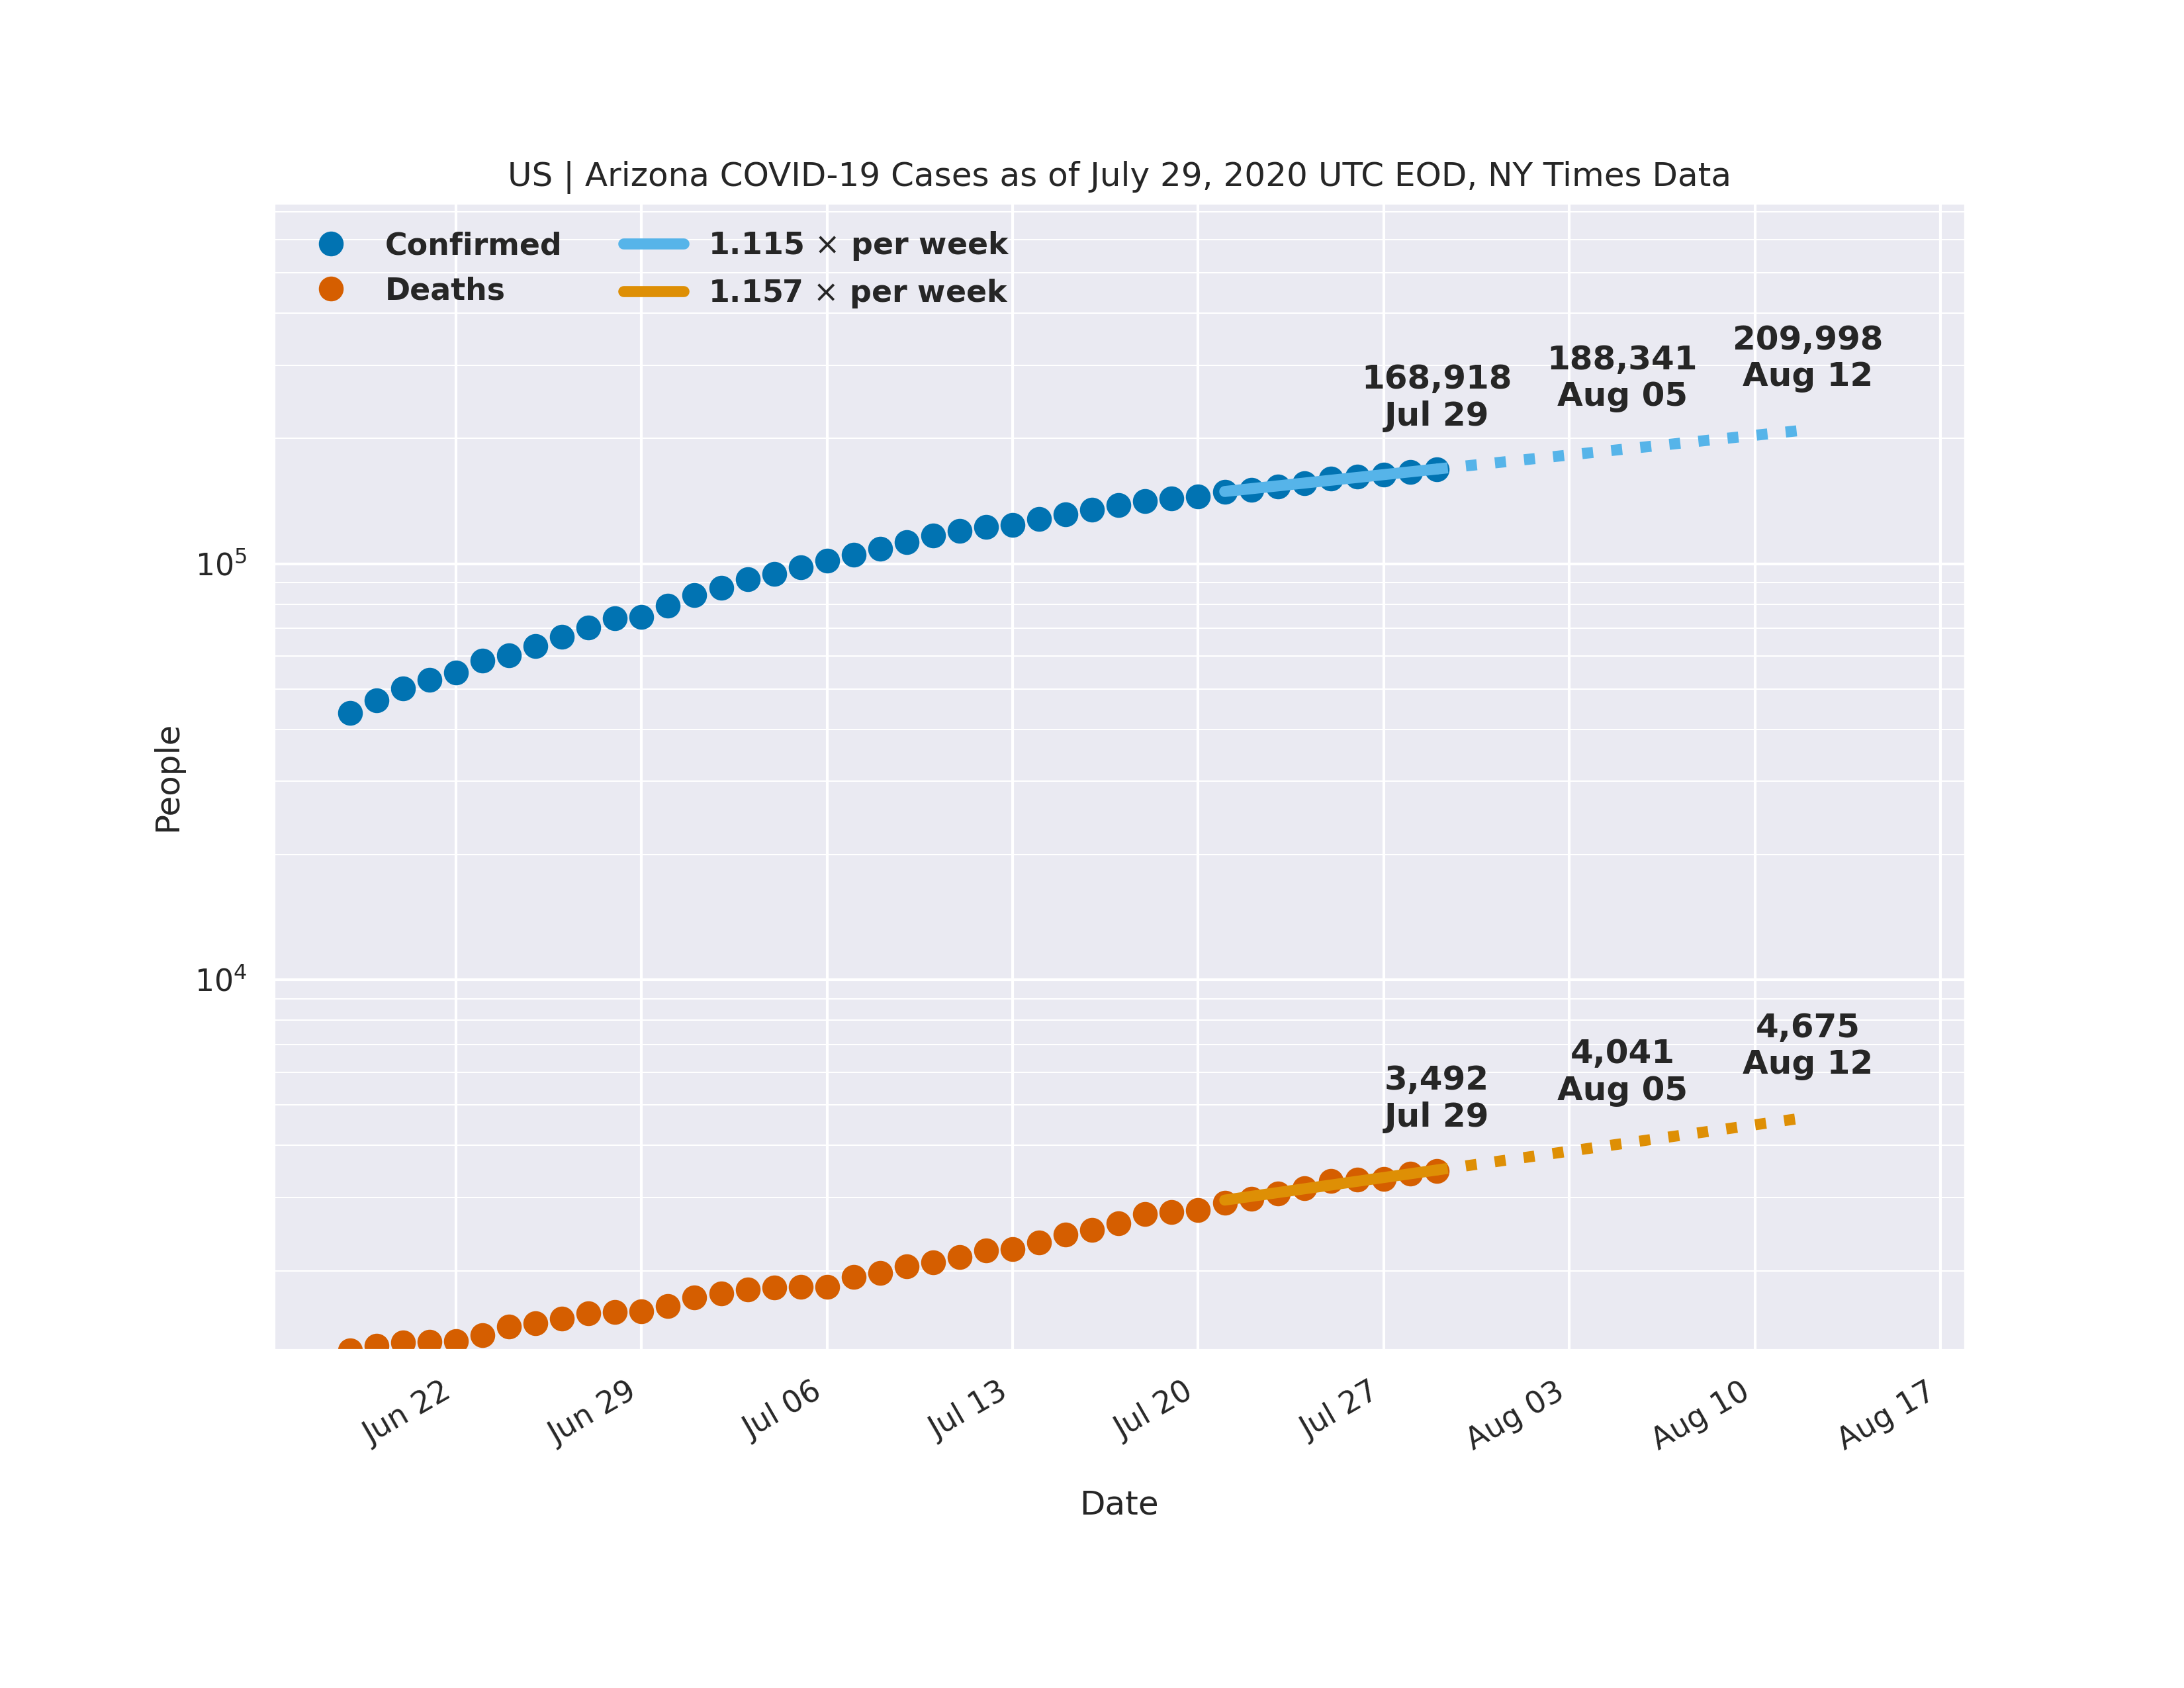 US | Arizona COVID-19 Cases as of July 29, 2020 UTC EOD, NY Times Data
Confirmed
Deaths
1.115 × per week
1.157 × per week
168,918
Jul 29
188,341
Aug 05
209,998
Aug 12
10⁵
10⁴
People
3,492
Jul 29
4,041
Aug 05
4,675
Aug 12
Jun 22
Jun 29
Jul 06
Jul 13
Jul 20
Jul 27
Aug 03
Aug 10
Aug 17
Date